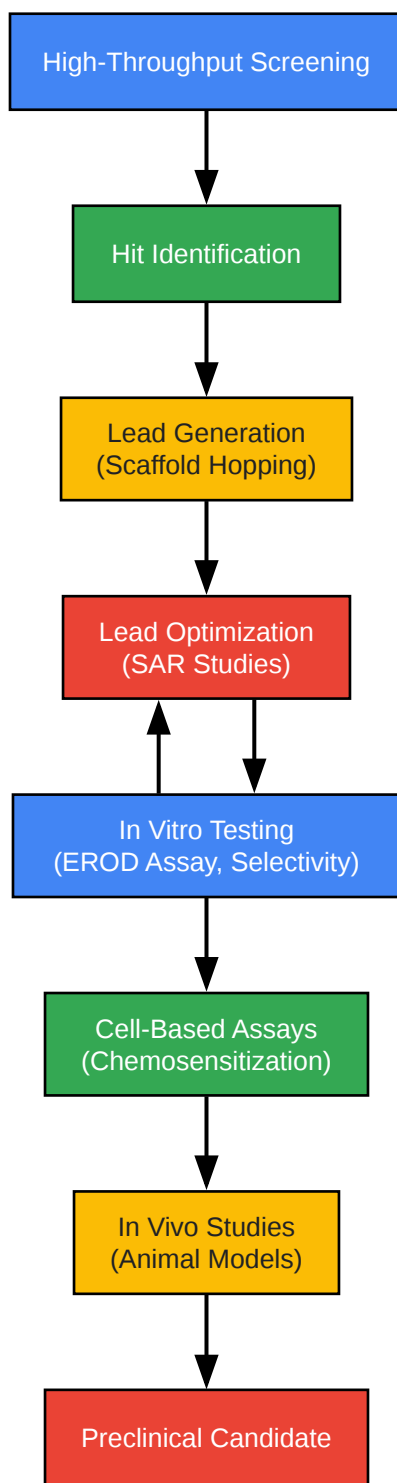 High-Throughput Screening
Hit Identification
Lead Generation
(Scaffold Hopping)
Lead Optimization
(SAR Studies)
In Vitro Testing
(EROD Assay, Selectivity)
Cell-Based Assays
(Chemosensitization)
In Vivo Studies
(Animal Models)
Preclinical Candidate